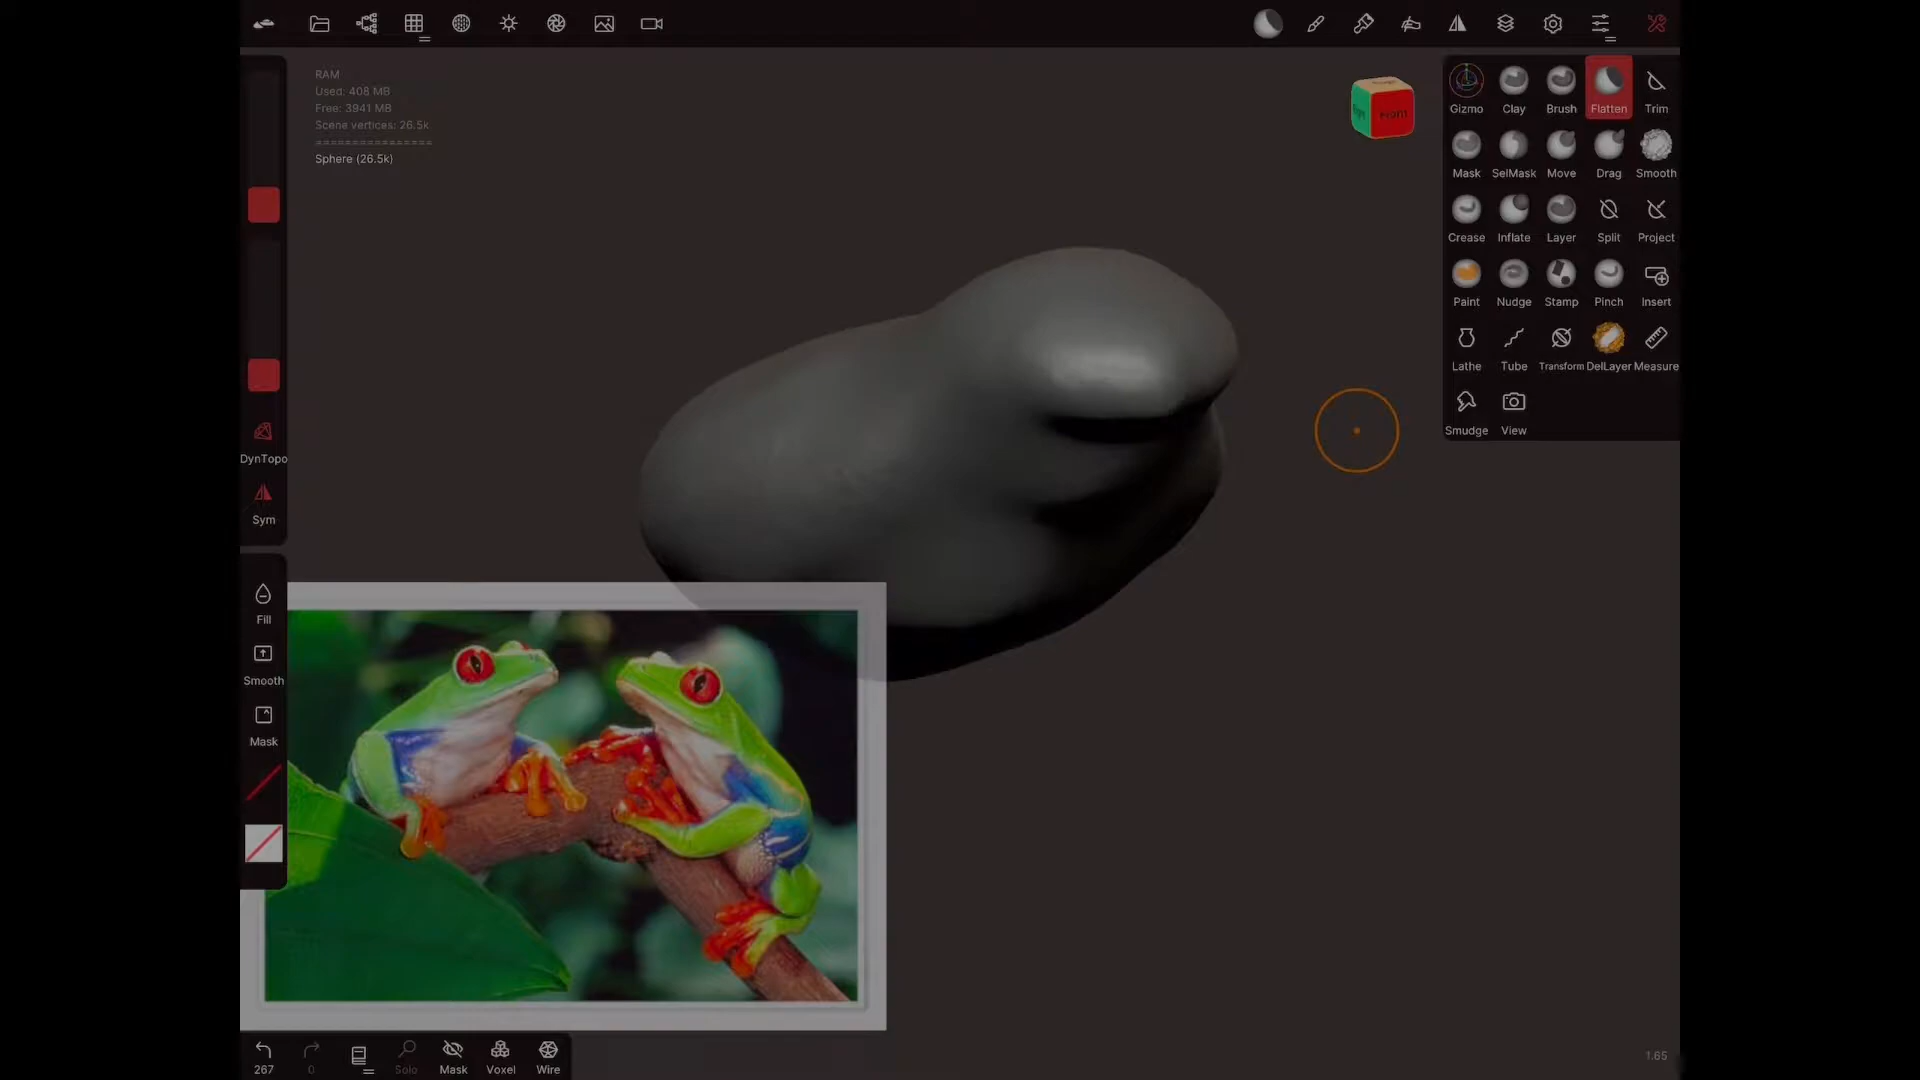 RAM
Used: 408 MB
Free: 3941 MB
Scene vertices: 26.5k
================
Sphere (26.5k)
Front
Gizmo Clay Brush Flatten Trim
Mask SelMask Move Drag Smooth
Crease Inflate Layer Split Project
Paint Nudge Stamp Pinch Insert
Lathe Tube Transform DelLayer Measure
Smudge View
DynTopo
Sym
Fill
Smooth
Mask
267 0 Solo Mask Voxel Wire
1.65